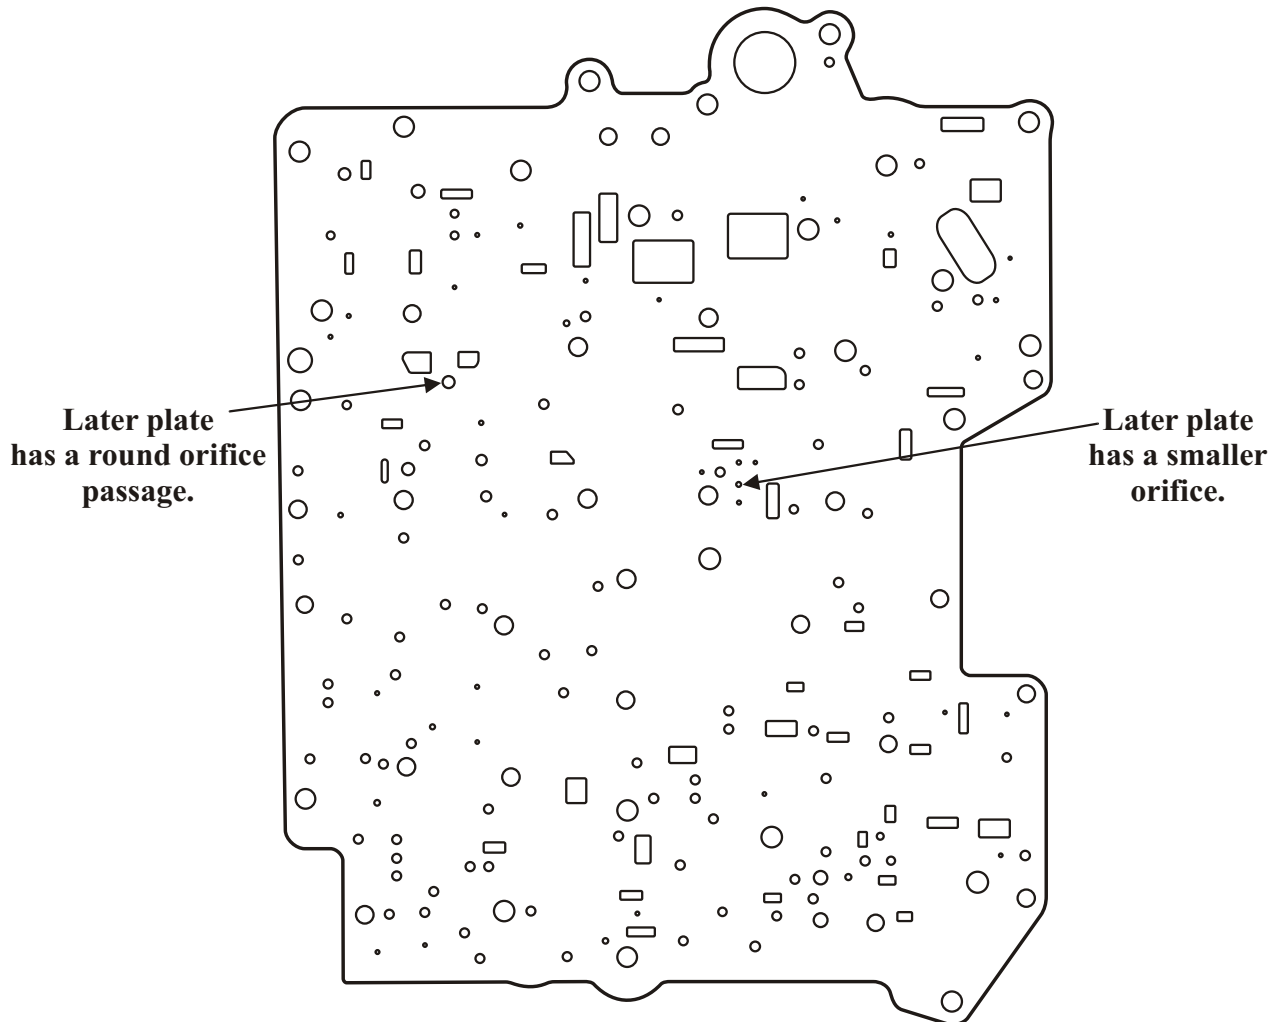 Later plate
has a round orifice
passage.
Later plate
has a smaller
orifice.